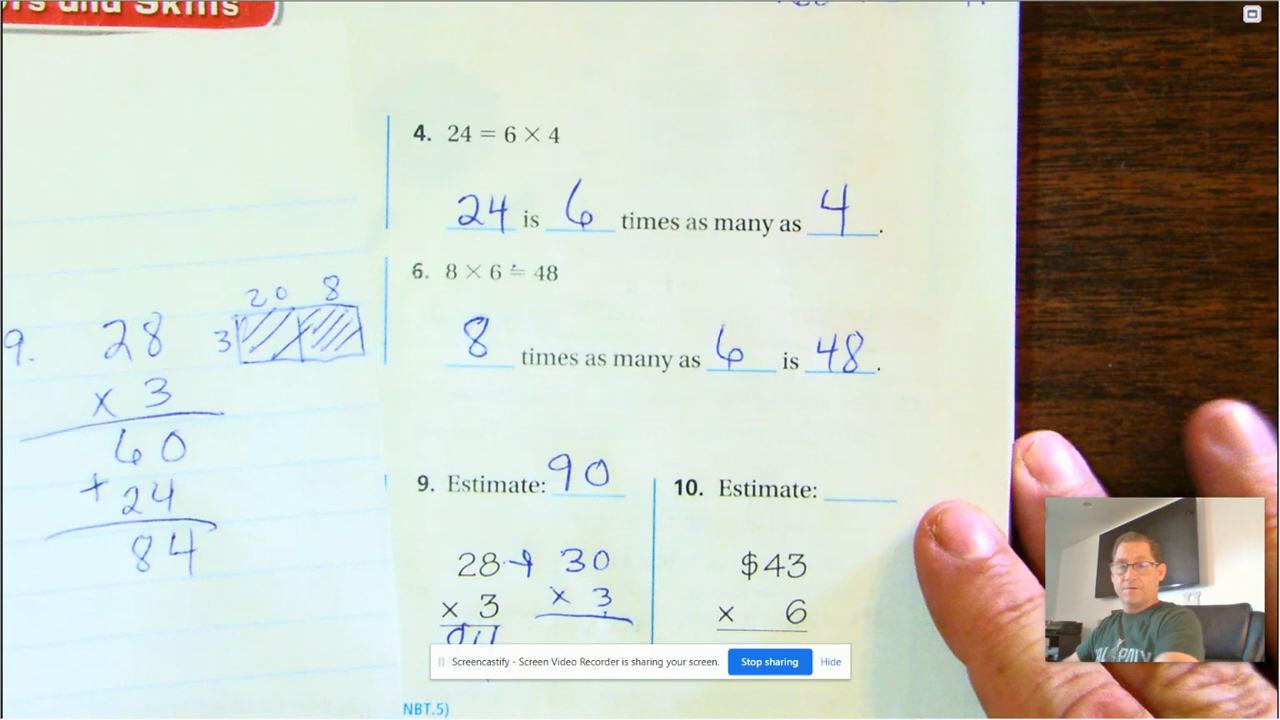 and Skills
4. 24 = 6 × 4
24 is 6 times as many as 4.
6. 8 × 6 = 48
8 times as many as 6 is 48.
20 8
3
9. 28
x 3
60
+ 24
84
9. Estimate: 90
28 → 30
x 3 x 3
10. Estimate:
$43
x 6
Screencastify - Screen Video Recorder is sharing your screen.
Stop sharing
Hide
NBT.5)